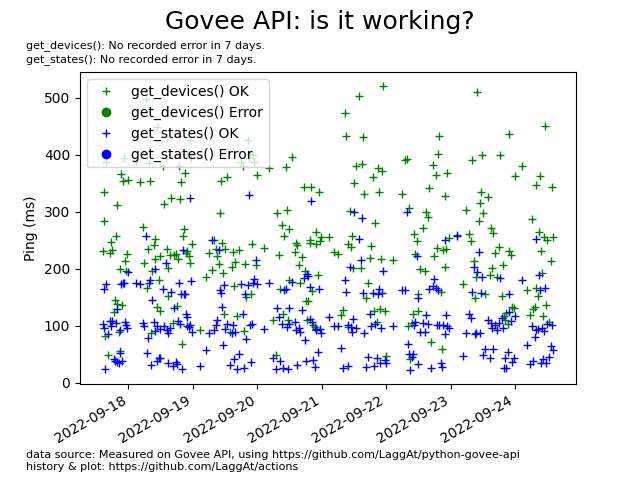 Govee API: is it working?
get_devices(): No recorded error in 7 days.
get_states(): No recorded error in 7 days.
get_devices() OK
get_devices() Error
get_states() OK
get_states() Error
500
400
300
200
100
0
Ping (ms)
2022-09-18
2022-09-19
2022-09-20
2022-09-21
2022-09-22
2022-09-23
2022-09-24
data source: Measured on Govee API, using https://github.com/LaggAt/python-govee-api
history & plot: https://github.com/LaggAt/actions